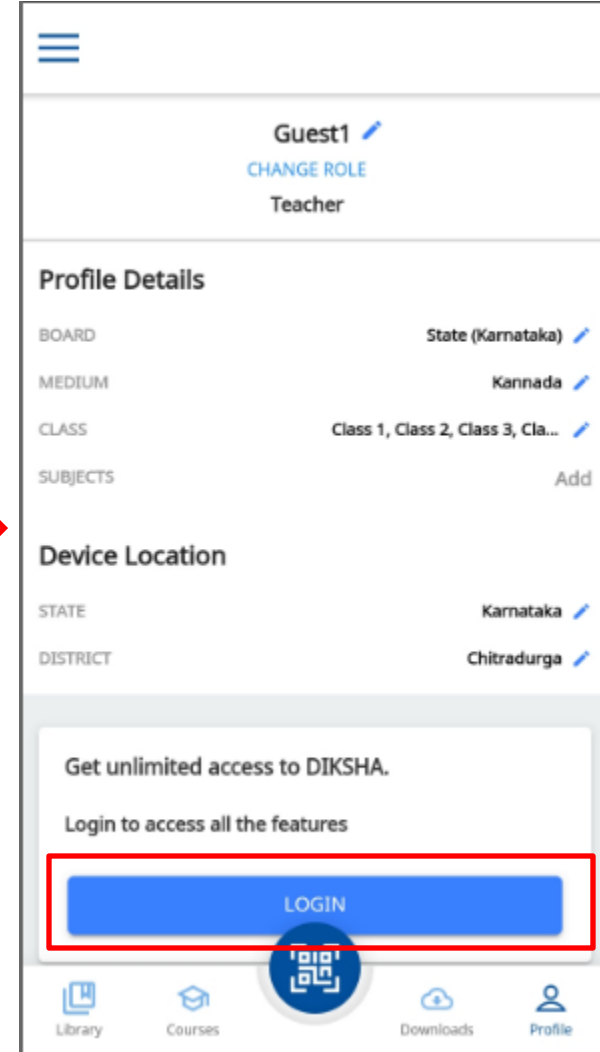 Guest1
CHANGE ROLE
Teacher
Profile Details
BOARD State (Karnataka)
MEDIUM Kannada
CLASS Class 1, Class 2, Class 3, Cla...
SUBJECTS Add
Device Location
STATE Karnataka
DISTRICT Chitradurga
Get unlimited access to DIKSHA.
Login to access all the features
LOGIN
Library Courses Downloads Profile